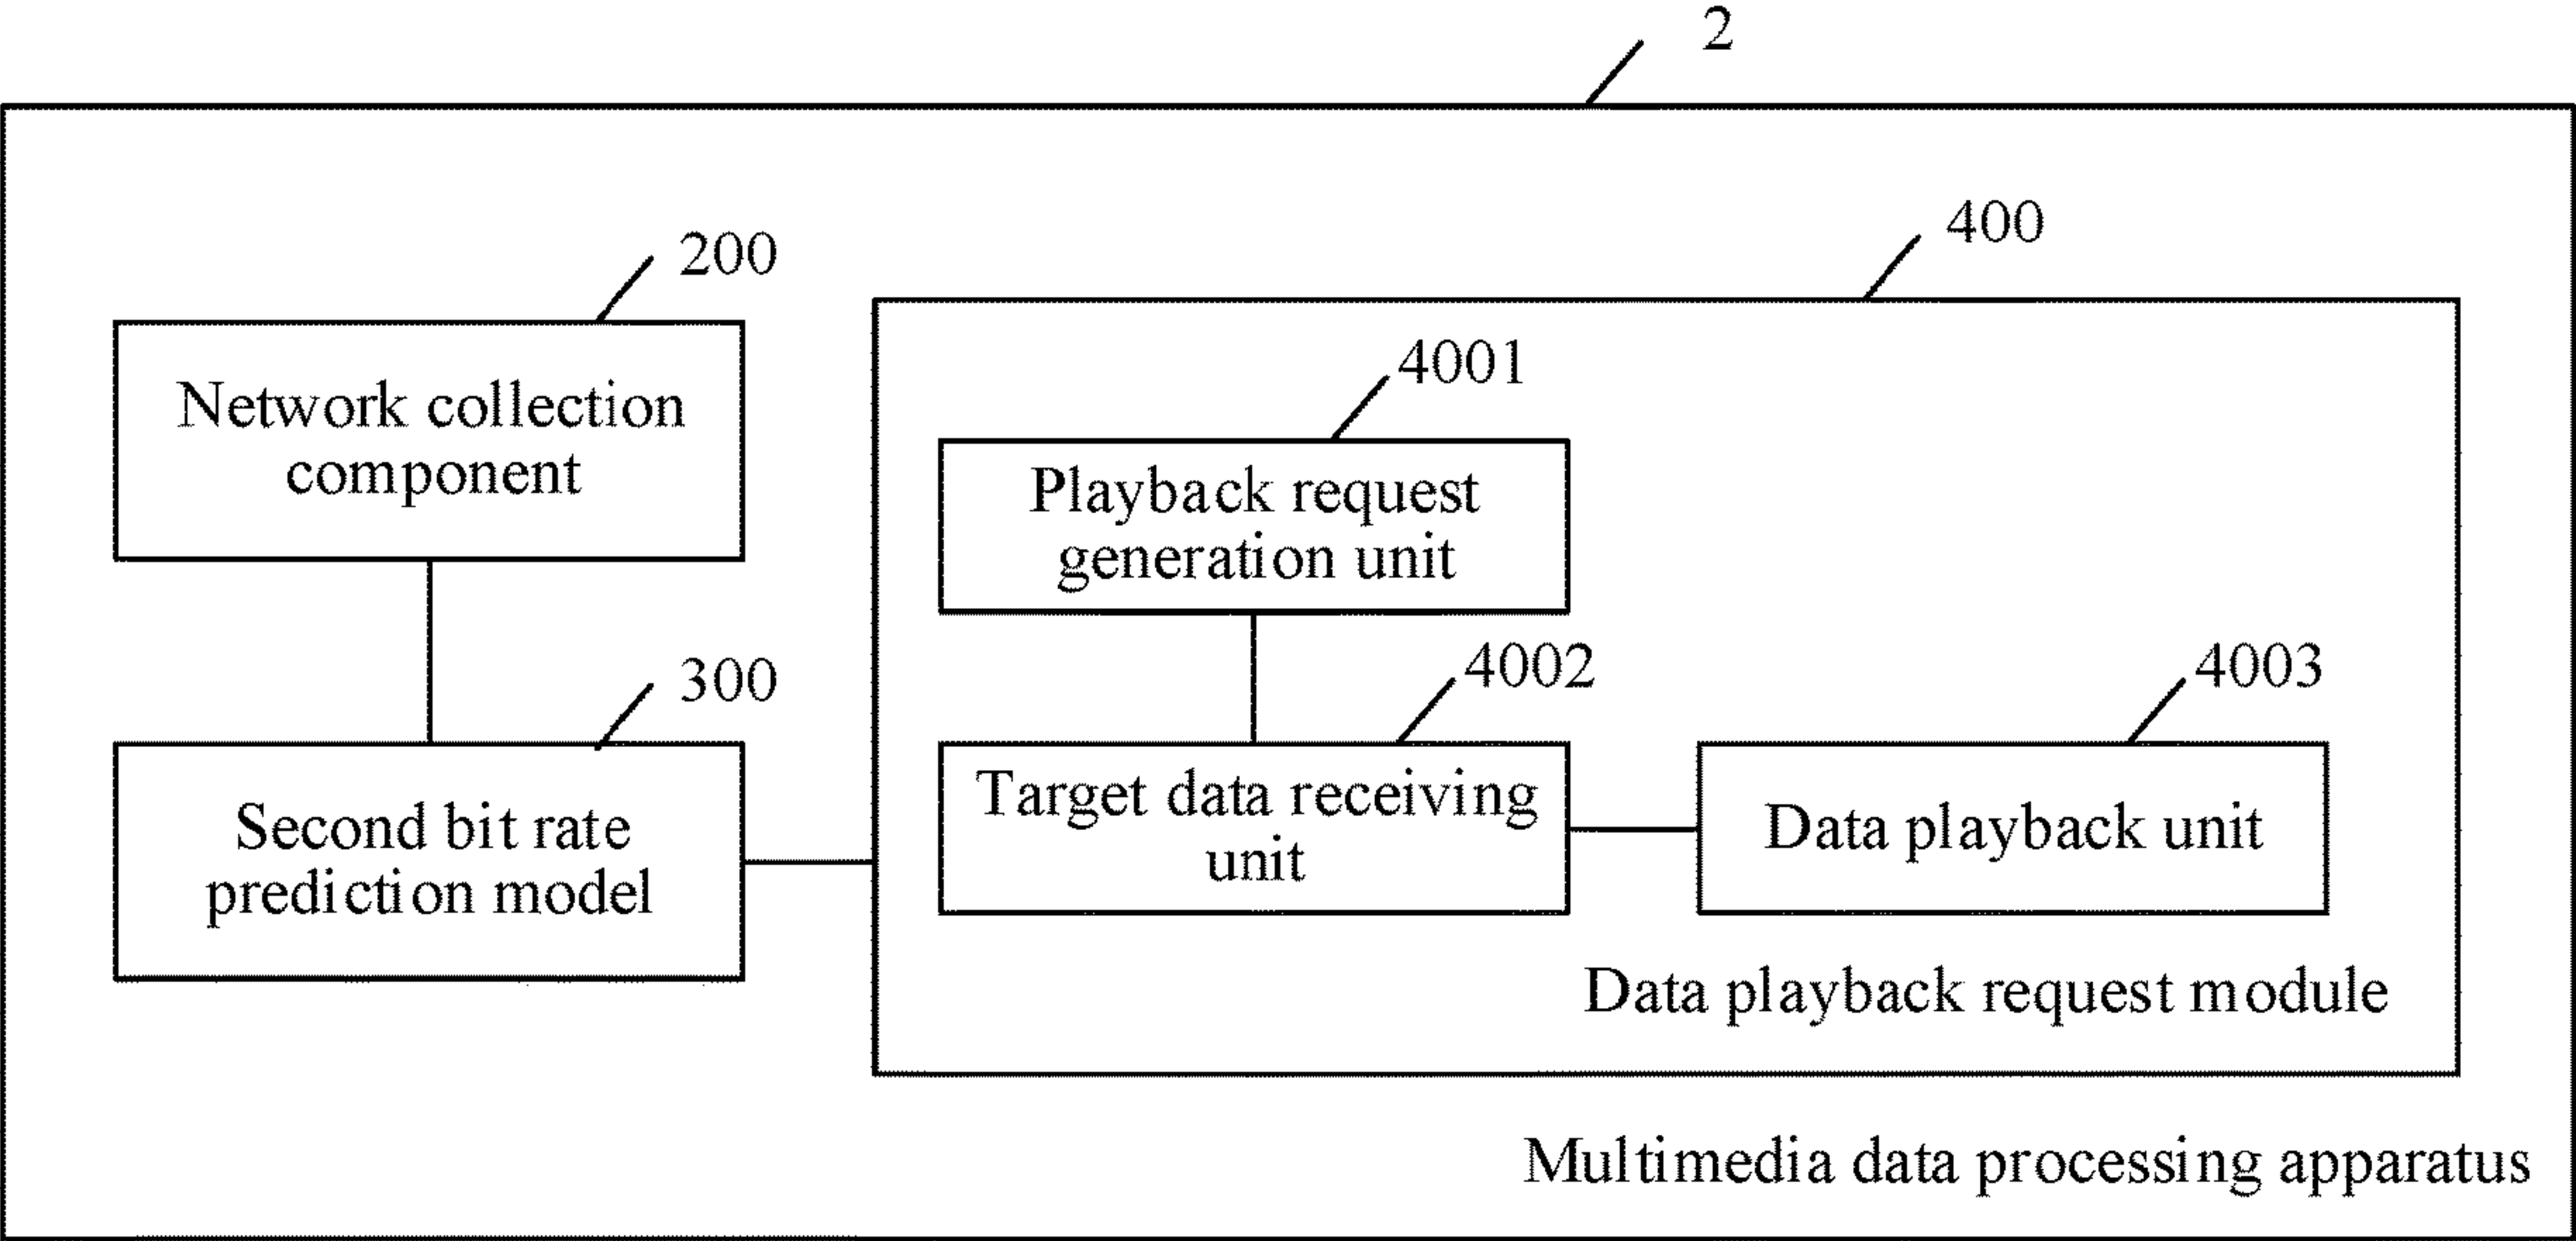 2
200
400
Network collection
component
4001
Playback request
generation unit
300
4002
4003
Second bit rate
prediction model
Target data receiving
unit
Data playback unit
Data playback request module
Multimedia data processing apparatus